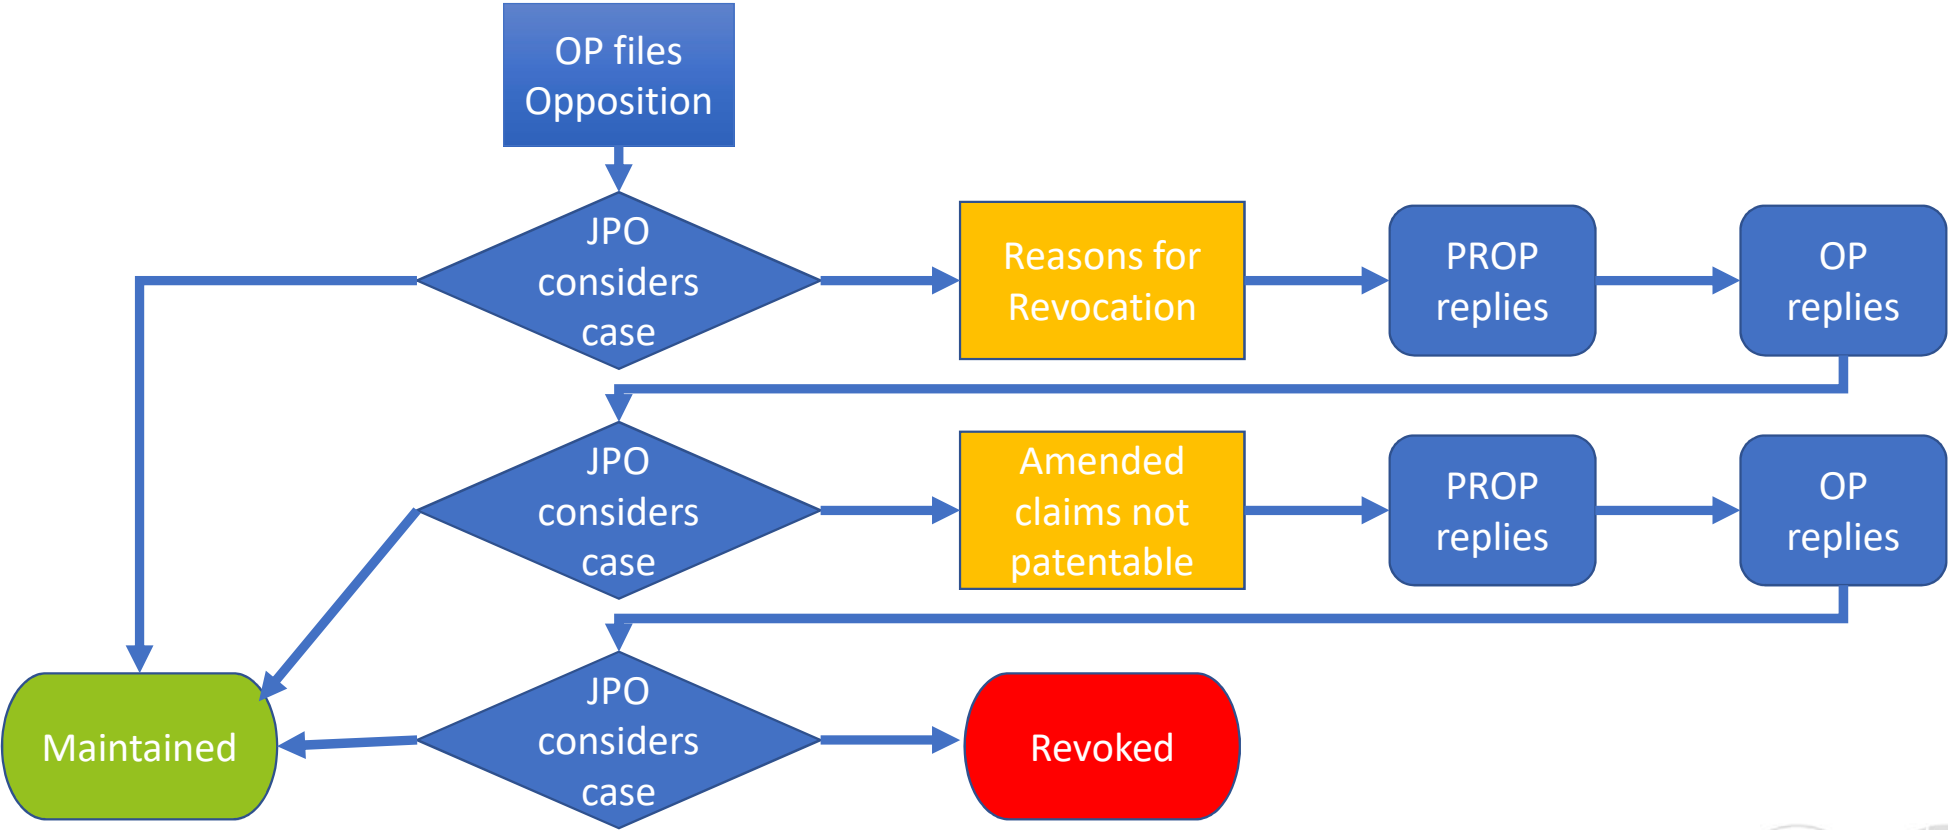 OP files
Opposition
JPO
considers
case
Reasons for
Revocation
PROP
replies
OP
replies
JPO
considers
case
Amended
claims not
patentable
PROP
replies
OP
replies
Maintained
JPO
considers
case
Revoked